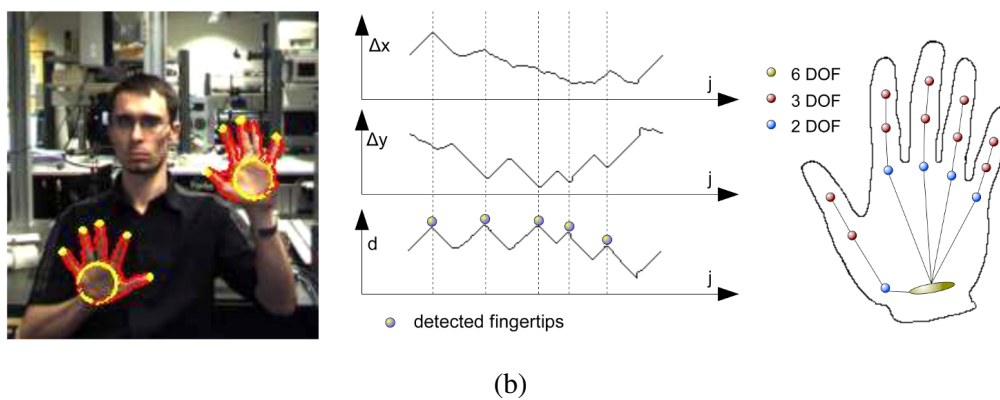 Δx
j
Δy
j
d
j
detected fingertips
6 DOF
3 DOF
2 DOF
(b)